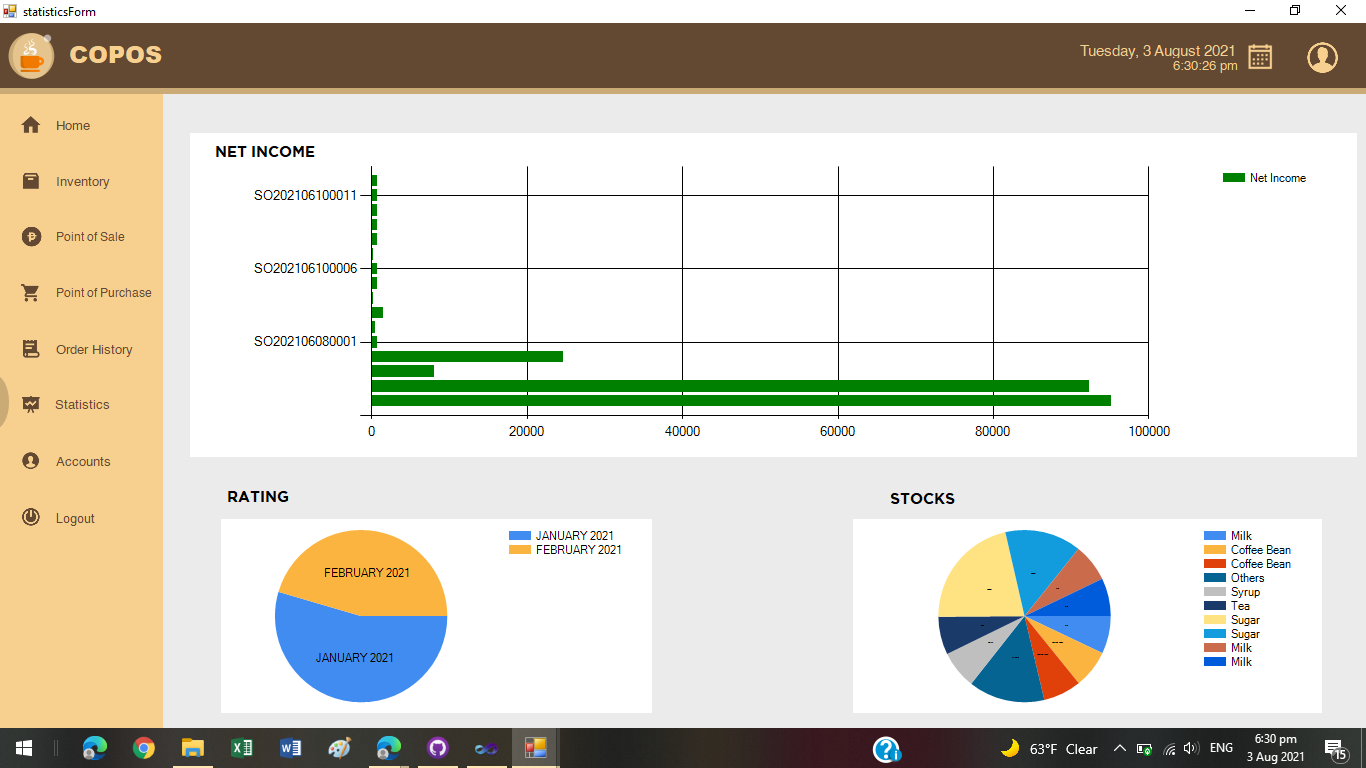 statisticsForm
COPOS
Tuesday, 3 August 2021
6:30:26 pm
Home
Inventory
Point of Sale
Point of Purchase
Order History
Statistics
Accounts
Logout
NET INCOME
SO202106100011
SO202106100006
SO202106080001
0 20000 40000 60000 80000 100000
Net Income
RATING
FEBRUARY 2021
JANUARY 2021
JANUARY 2021
FEBRUARY 2021
STOCKS
Milk
Coffee Bean
Coffee Bean
Others
Syrup
Tea
Sugar
Sugar
Milk
Milk
63°F Clear
ENG
6:30 pm
3 Aug 2021
15